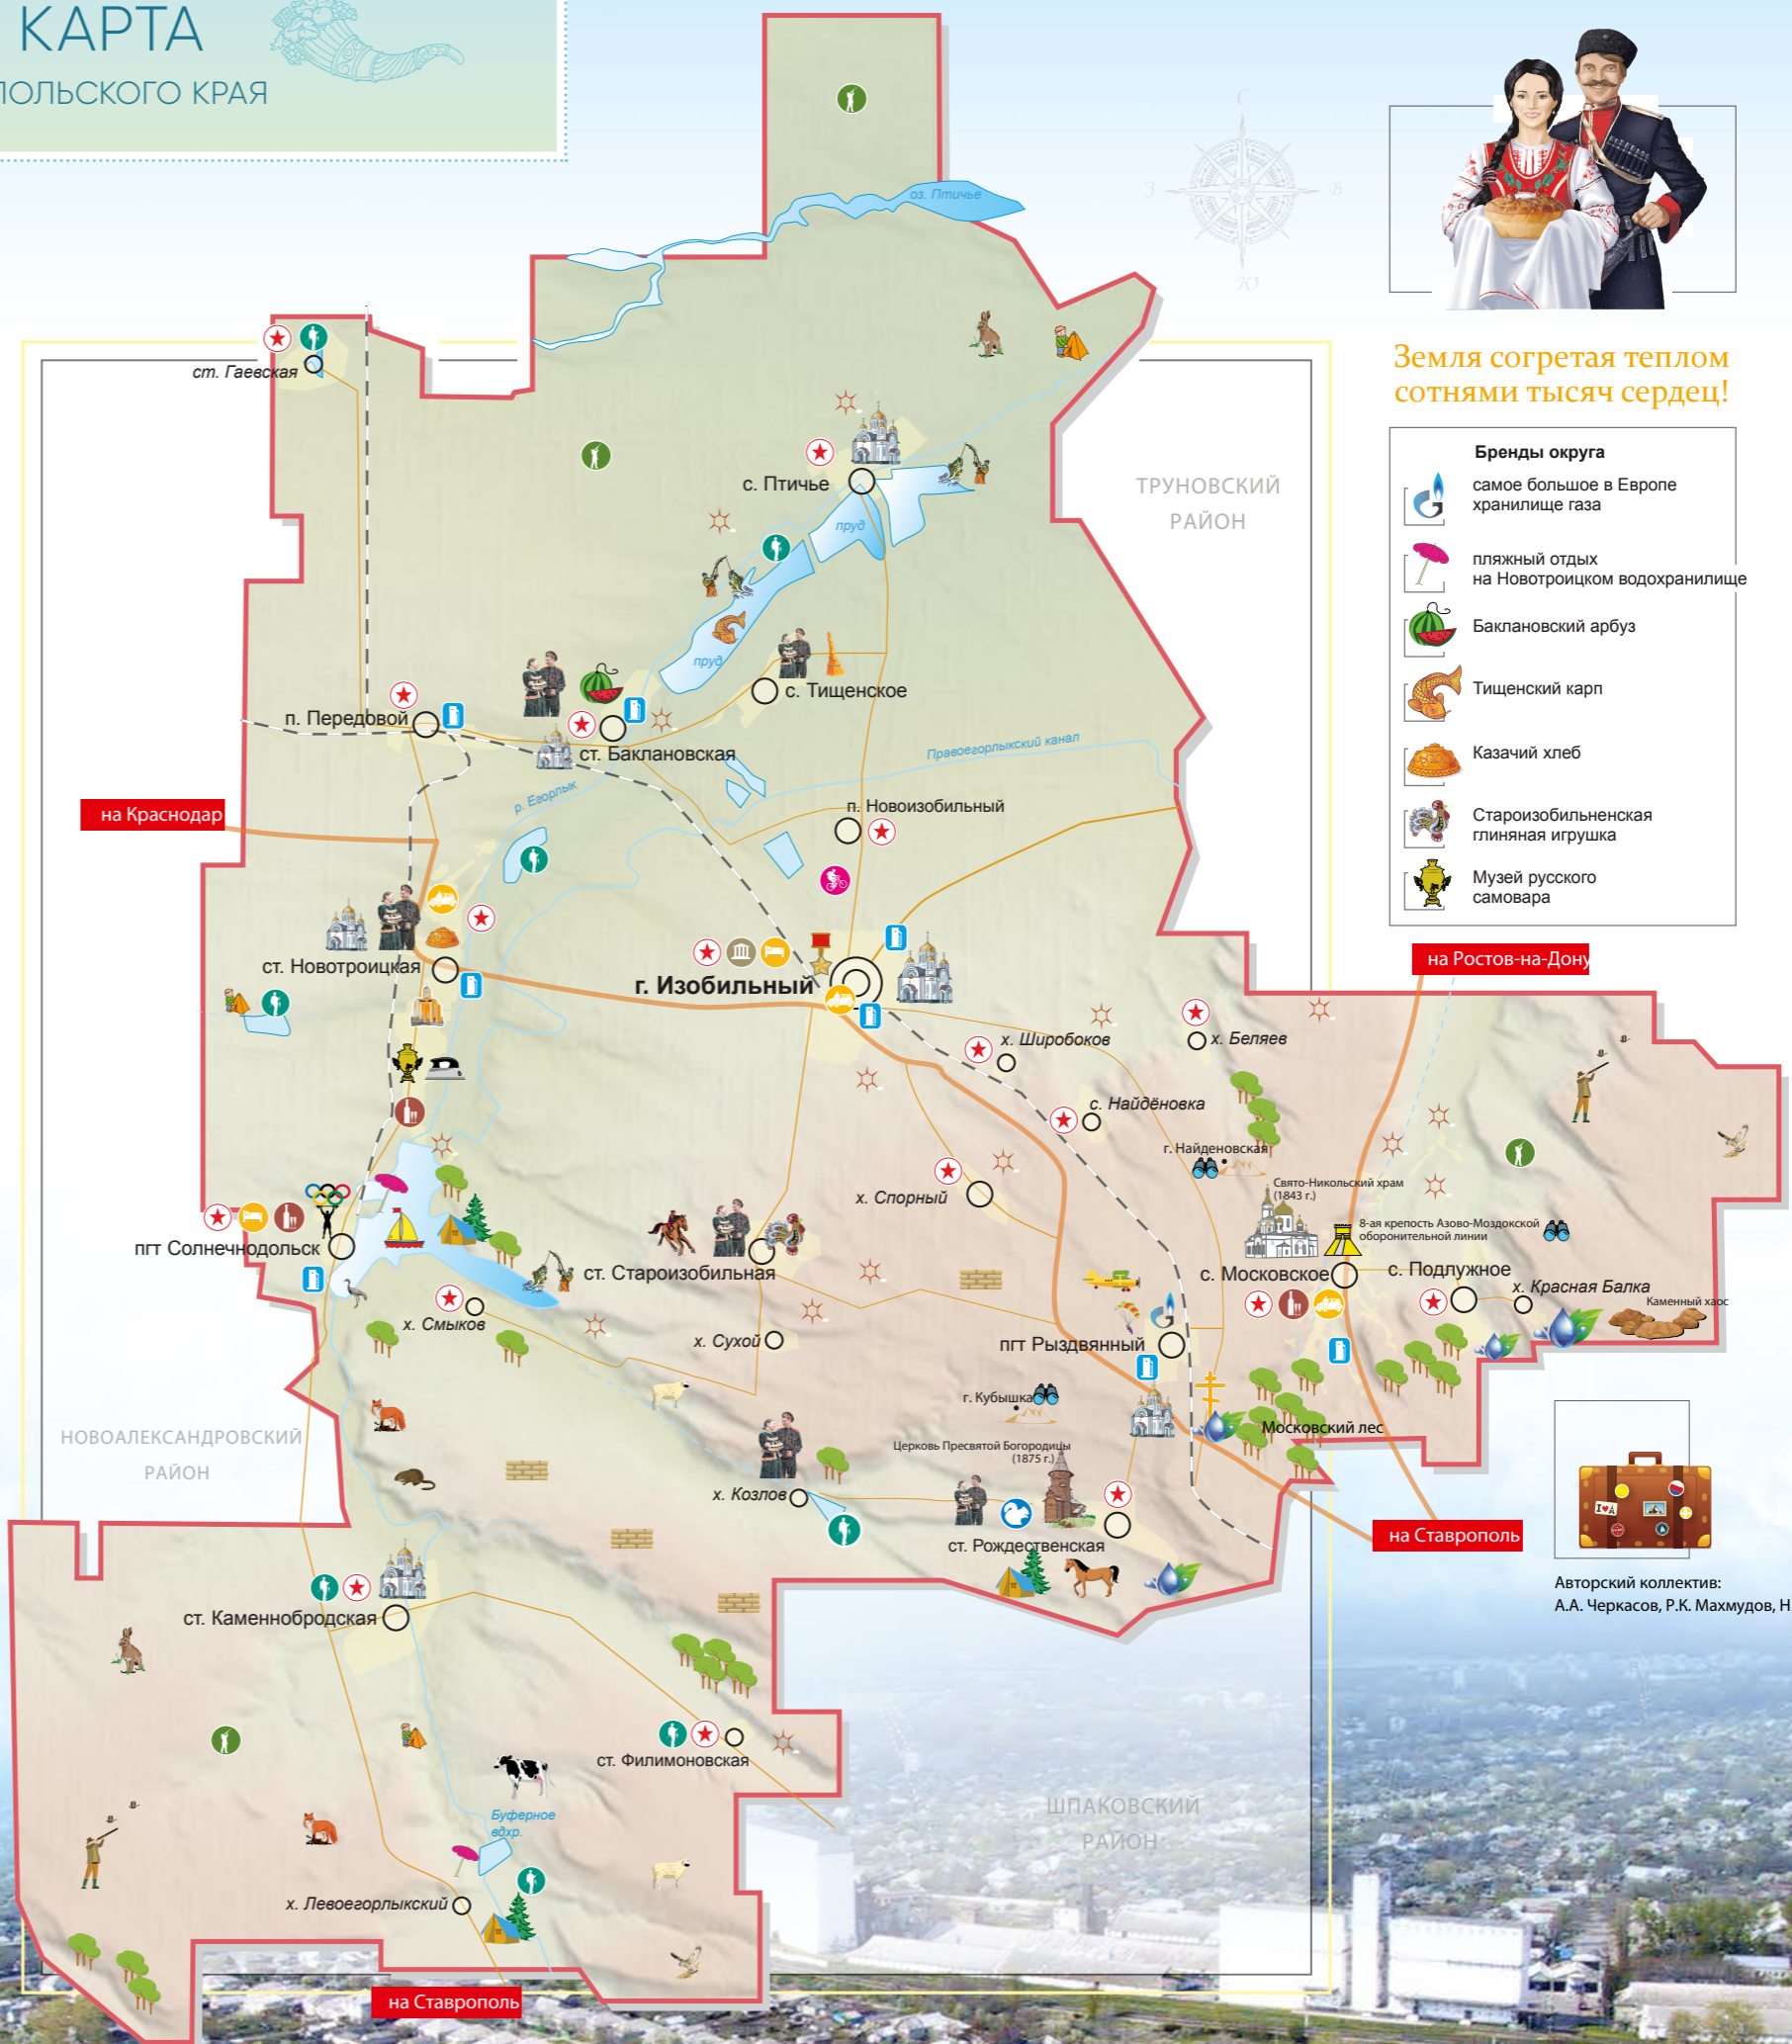 КАРТА
ПОЛЬСКОГО КРАЯ
С
З
В
Ю
Земля согретая теплом
сотнями тысяч сердец!
Бренды округа
самое большое в Европе
хранилище газа
пляжный отдых
на Новотроицком водохранилище
Баклановский арбуз
Тищенский карп
Казачий хлеб
Староизобильненская
глиняная игрушка
Музей русского
самовара
оз. Птичье
ст. Гаевская
с. Птичье
пруд
ТРУНОВСКИЙ
РАЙОН
пруд
с. Тищенское
п. Передовой
ст. Баклановская
Правоегорлыкский канал
р. Егорлык
п. Новоизобильный
на Краснодар
ст. Новотроицкая
г. Изобильный
на Ростов-на-Дону
х. Широбоков
х. Беляев
с. Найдёновка
г. Найденовская
х. Спорный
Свято-Никольский храм
(1843 г.)
8-ая крепость Азово-Моздокской
оборонительной линии
пгт Солнечнодольск
ст. Староизобильная
с. Московское
с. Подлужное
х. Красная Балка
Каменный хаос
х. Смыков
х. Сухой
пгт Рыздвянный
г. Кубышка
Московский лес
НОВОАЛЕКСАНДРОВСКИЙ
РАЙОН
Церковь Пресвятой Богородицы
(1875 г.)
х. Козлов
ст. Рождественская
на Ставрополь
I ♥ A
Авторский коллектив:
А.А. Черкасов, Р.К. Махмудов, Н
ст. Каменнобродская
ст. Филимоновская
Буферное
вдхр.
ШПАКОВСКИЙ
РАЙОН
х. Левоегорлыкский
на Ставрополь